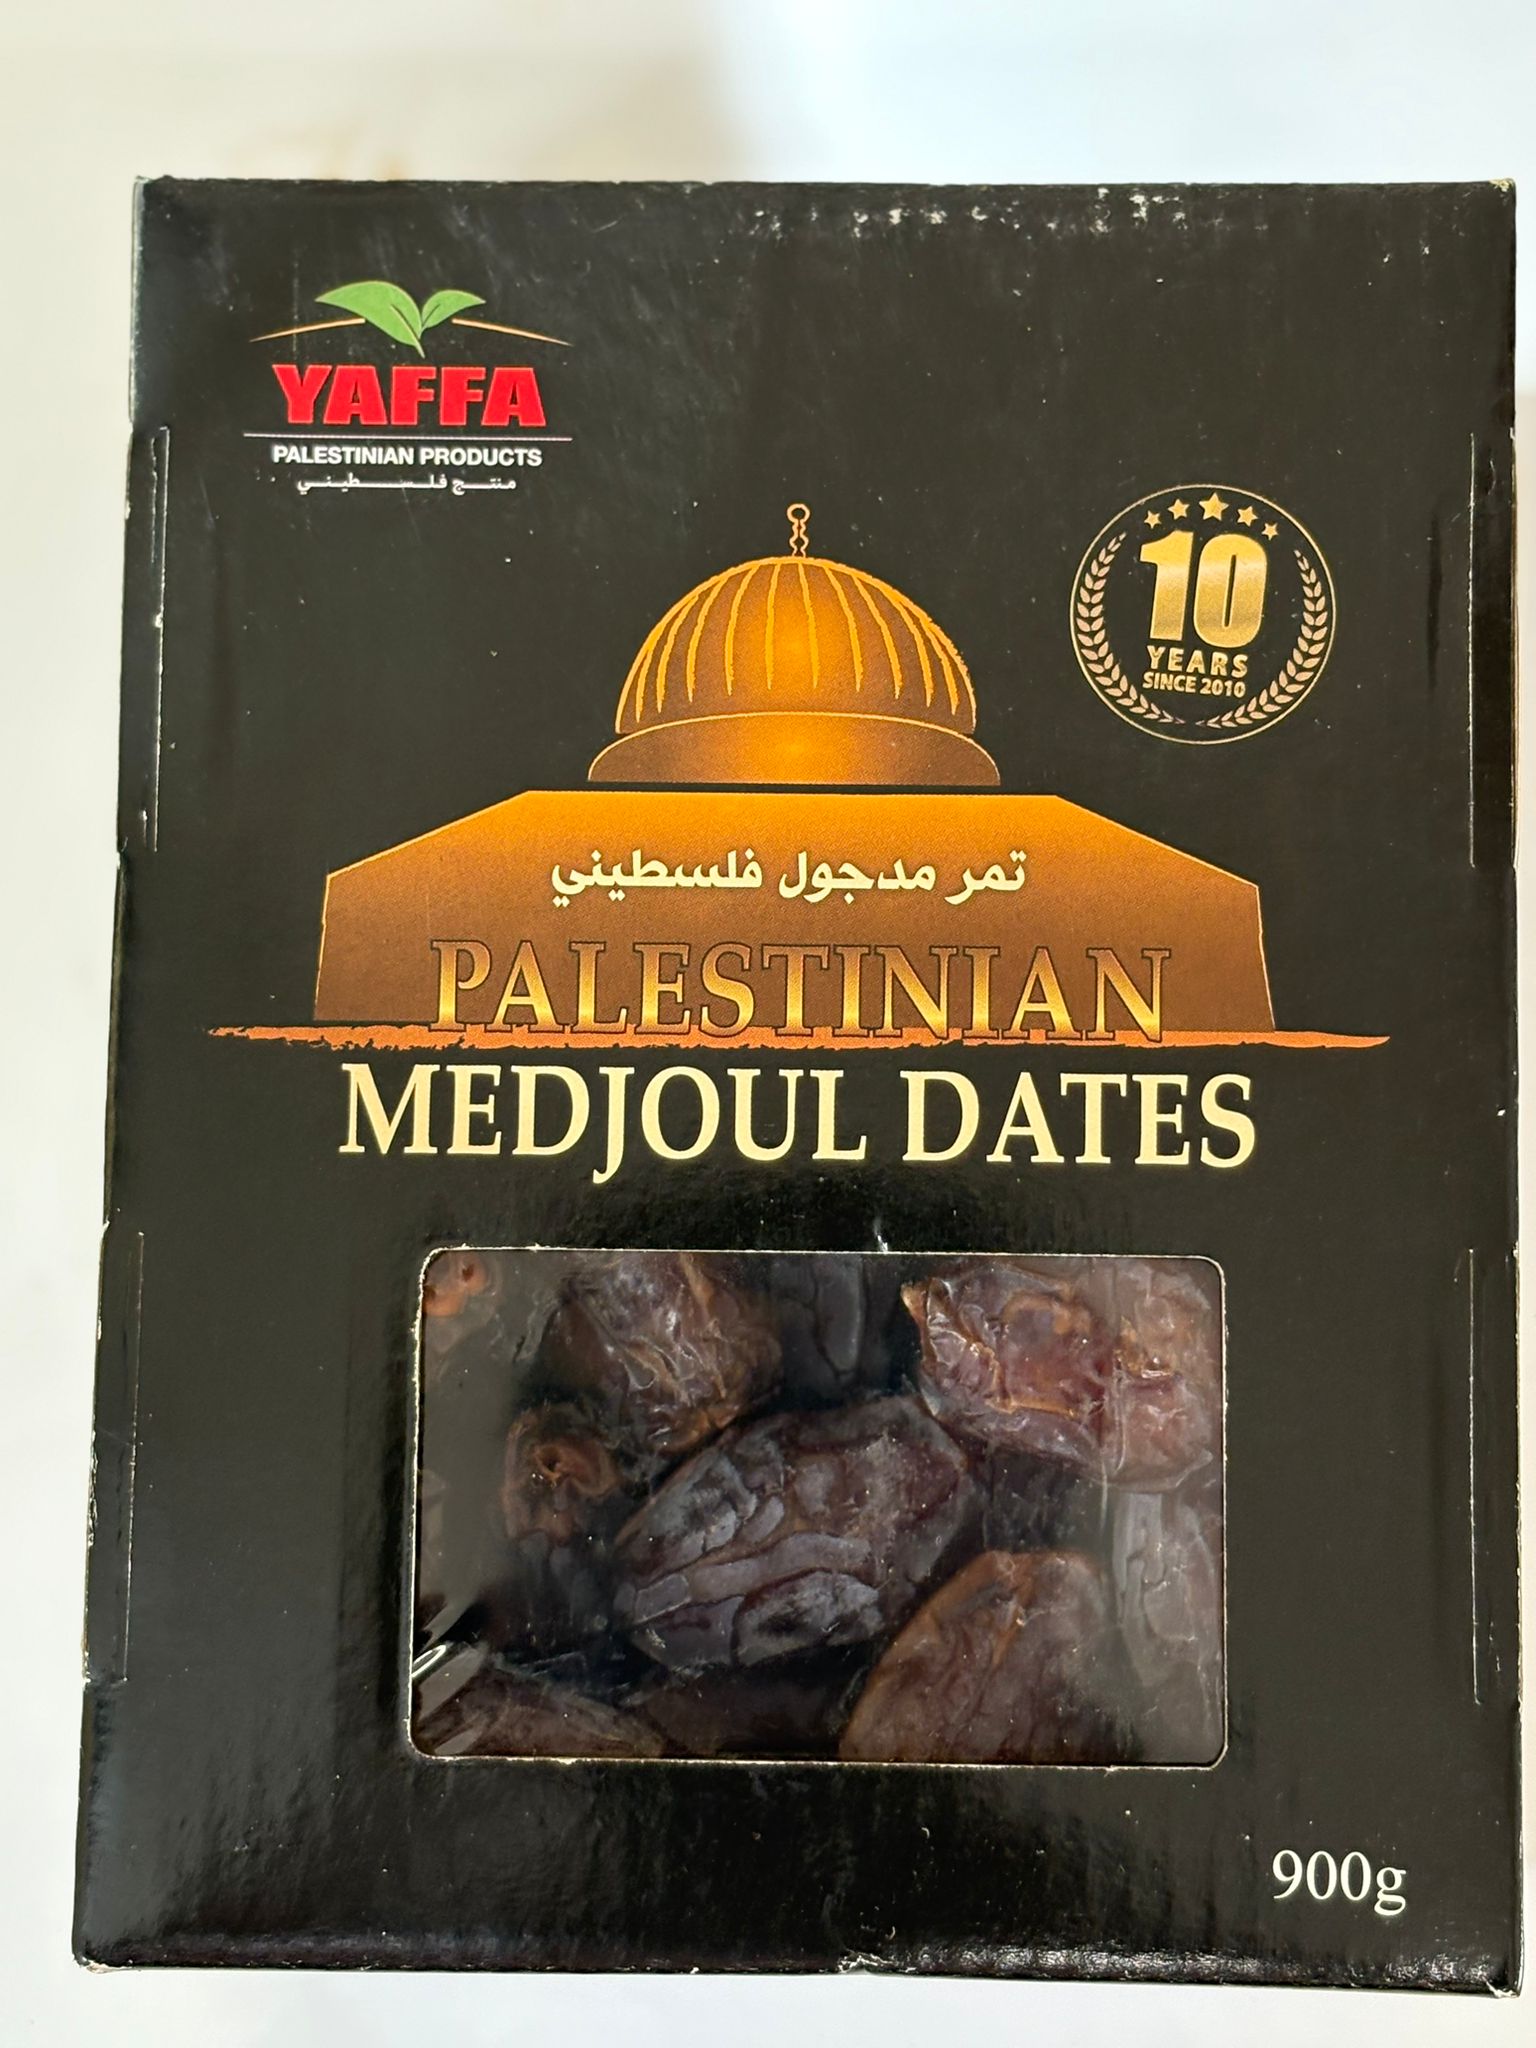 YAFFA
PALESTINIAN PRODUCTS
منتج فلسطيني
10
YEARS
SINCE 2010
تمر مدجول فلسطيني
PALESTINIAN
MEDJOUL DATES
900g